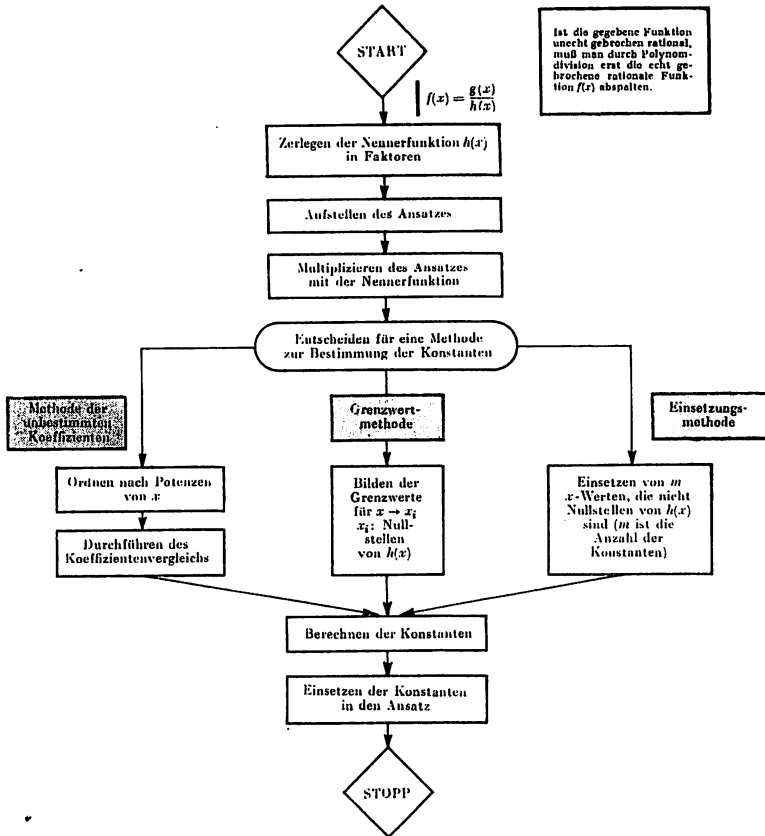 START
Ist die gegebene Funktion
unecht gebrochen rational,
muß man durch Polynom-
division erst die echt ge-
brochene rationale Funk-
tion f(x) abspalten.
f(x) = g(x)/h(x)
Zerlegen der Nennerfunktion h(x)
in Faktoren
Aufstellen des Ansatzes
Multiplizieren des Ansatzes
mit der Nennerfunktion
Entscheiden für eine Methode
zur Bestimmung der Konstanten
Methode der
unbestimmten
Koeffizienten
Grenzwert-
methode
Einsetzungs-
methode
Ordnen nach Potenzen
von x
Durchführen des
Koeffizientenvergleichs
Bilden der
Grenzwerte
für x → xᵢ
xᵢ: Null-
stellen
von h(x)
Einsetzen von m
x-Werten, die nicht
Nullstellen von h(x)
sind (m ist die
Anzahl der
Konstanten)
Berechnen der Konstanten
Einsetzen der Konstanten
in den Ansatz
STOPP